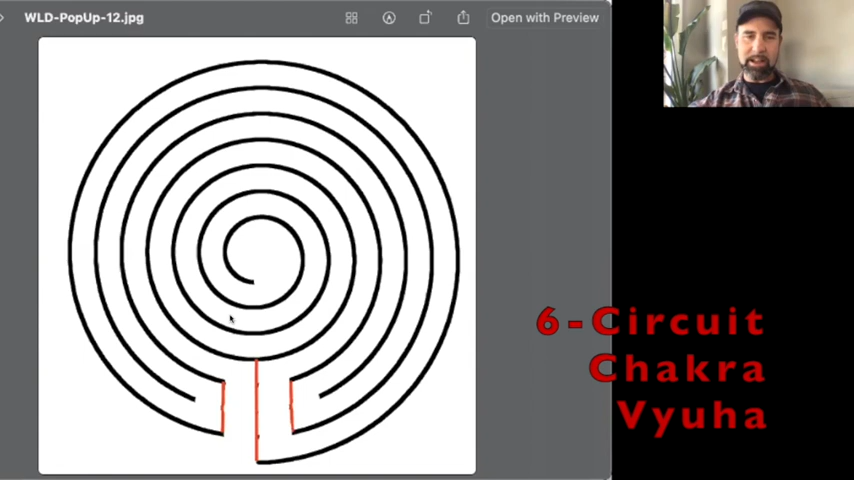 WLD-PopUp-12.jpg
Open with Preview
6-Circuit
Chakra
Vyuha